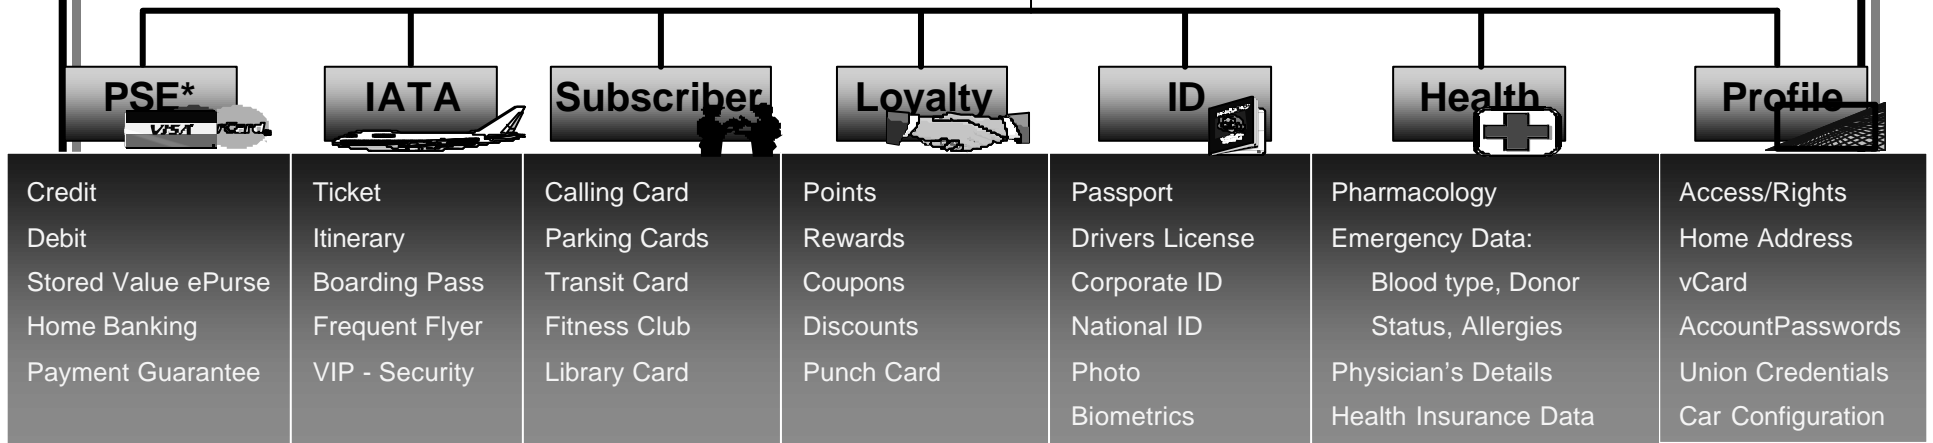 PSE*
VISA
IATA
Subscriber
Loyalty
ID
Health
Profile
Credit
Debit
Stored Value ePurse
Home Banking
Payment Guarantee
Ticket
Itinerary
Boarding Pass
Frequent Flyer
VIP - Security
Calling Card
Parking Cards
Transit Card
Fitness Club
Library Card
Points
Rewards
Coupons
Discounts
Punch Card
Passport
Drivers License
Corporate ID
National ID
Photo
Biometrics
Pharmacology
Emergency Data:
Blood type, Donor
Status, Allergies
Physician's Details
Health Insurance Data
Access/Rights
Home Address
vCard
AccountPasswords
Union Credentials
Car Configuration